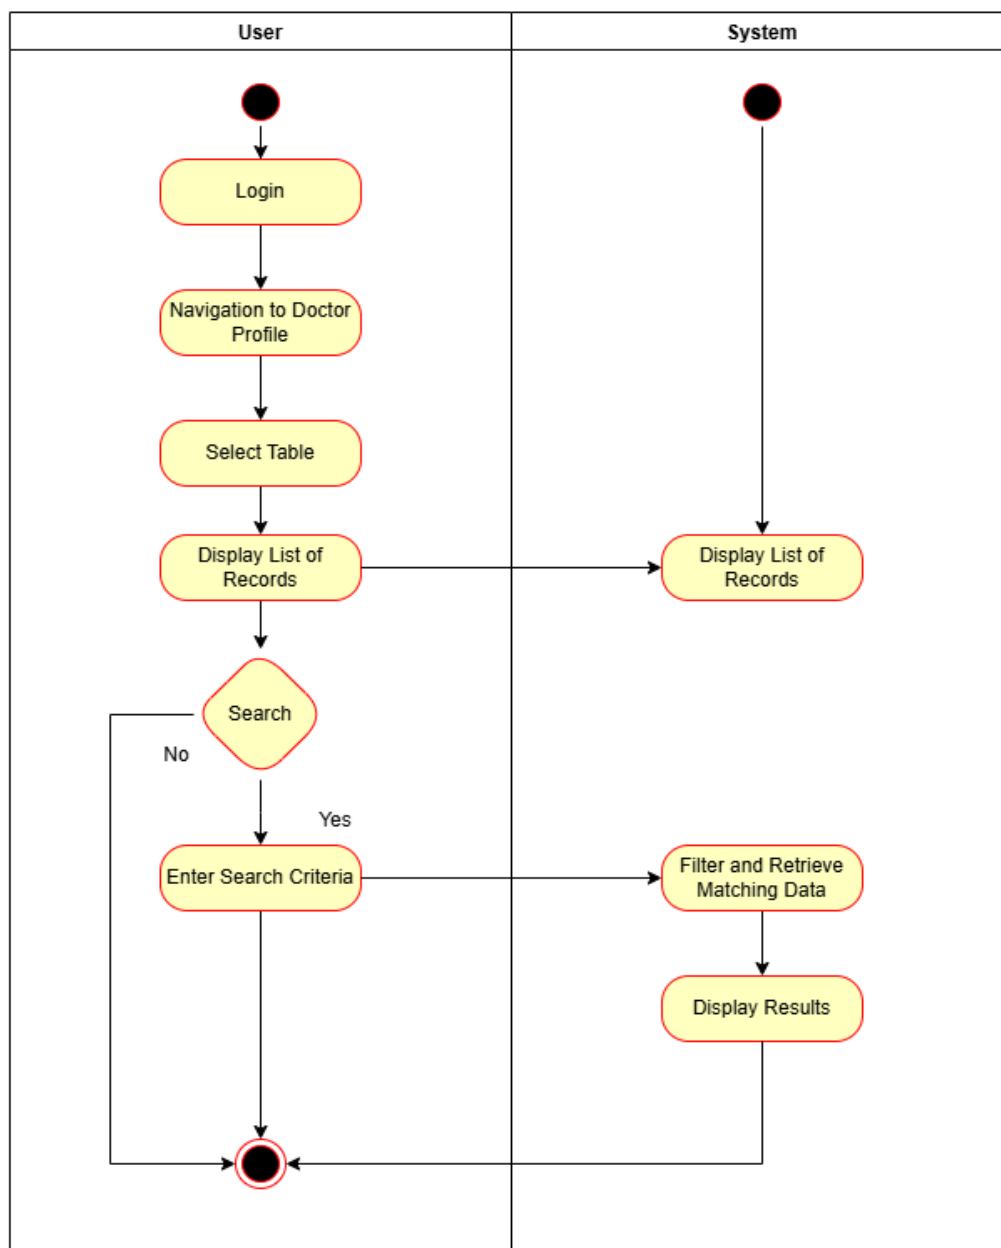 User
System
Login
Navigation to Doctor
Profile
Select Table
Display List of
Records
Display List of
Records
Search
No
Yes
Enter Search Criteria
Filter and Retrieve
Matching Data
Display Results